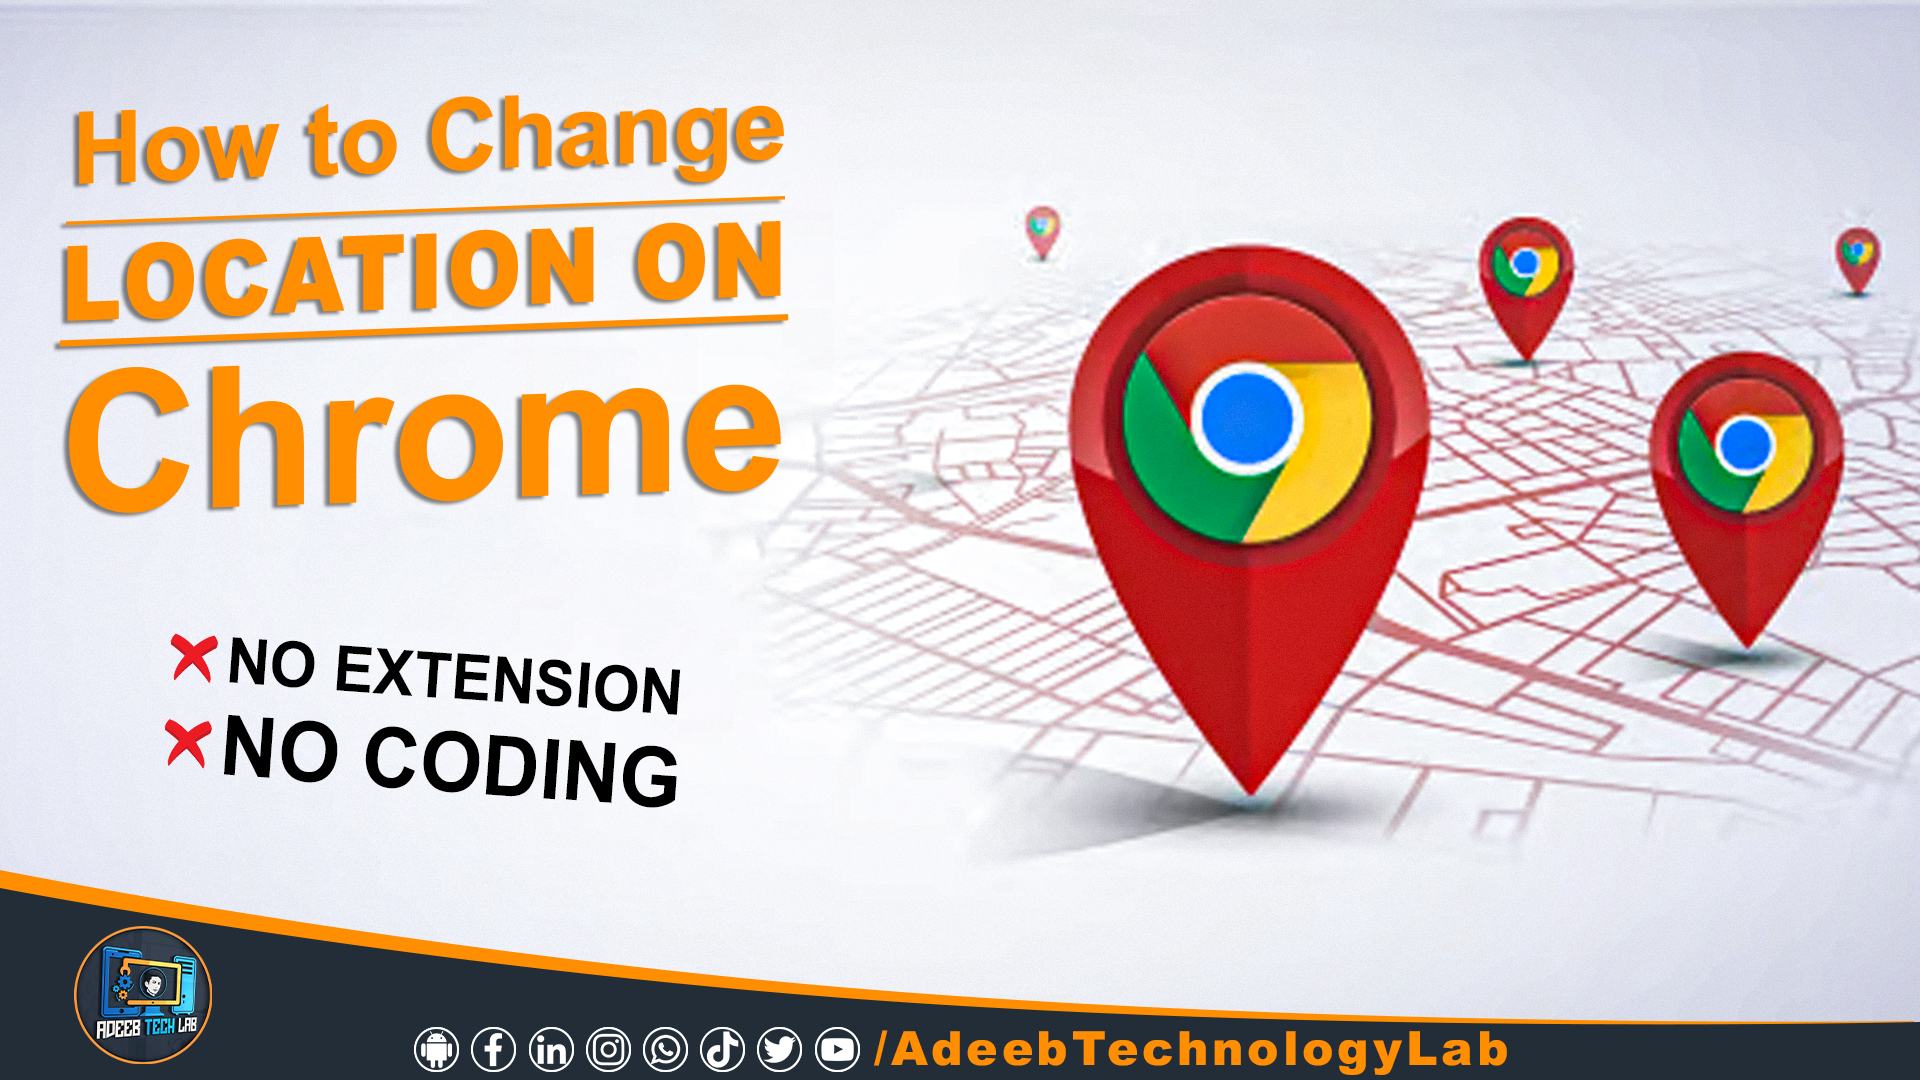 How to Change
LOCATION ON
Chrome
NO EXTENSION
NO CODING
ADEEB TECH LAB
/AdeebTechnologyLab